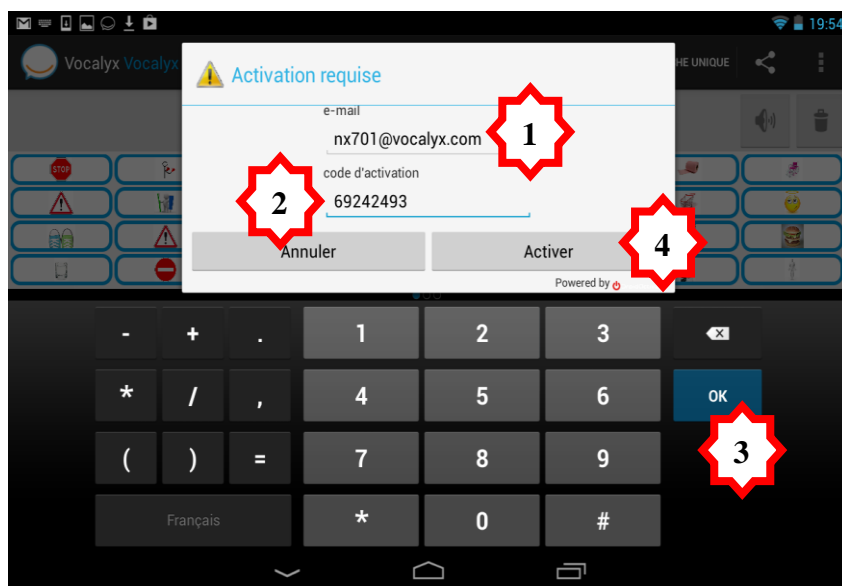 19:54
Vocalyx Vocalyx
HE UNIQUE
Activation requise
e-mail
nx701@vocalyx.com
1
code d'activation
2
69242493
Annuler
Activer
4
Powered by
STOP
- + . 1 2 3
* / , 4 5 6 OK
( ) = 7 8 9
3
Français * 0 #